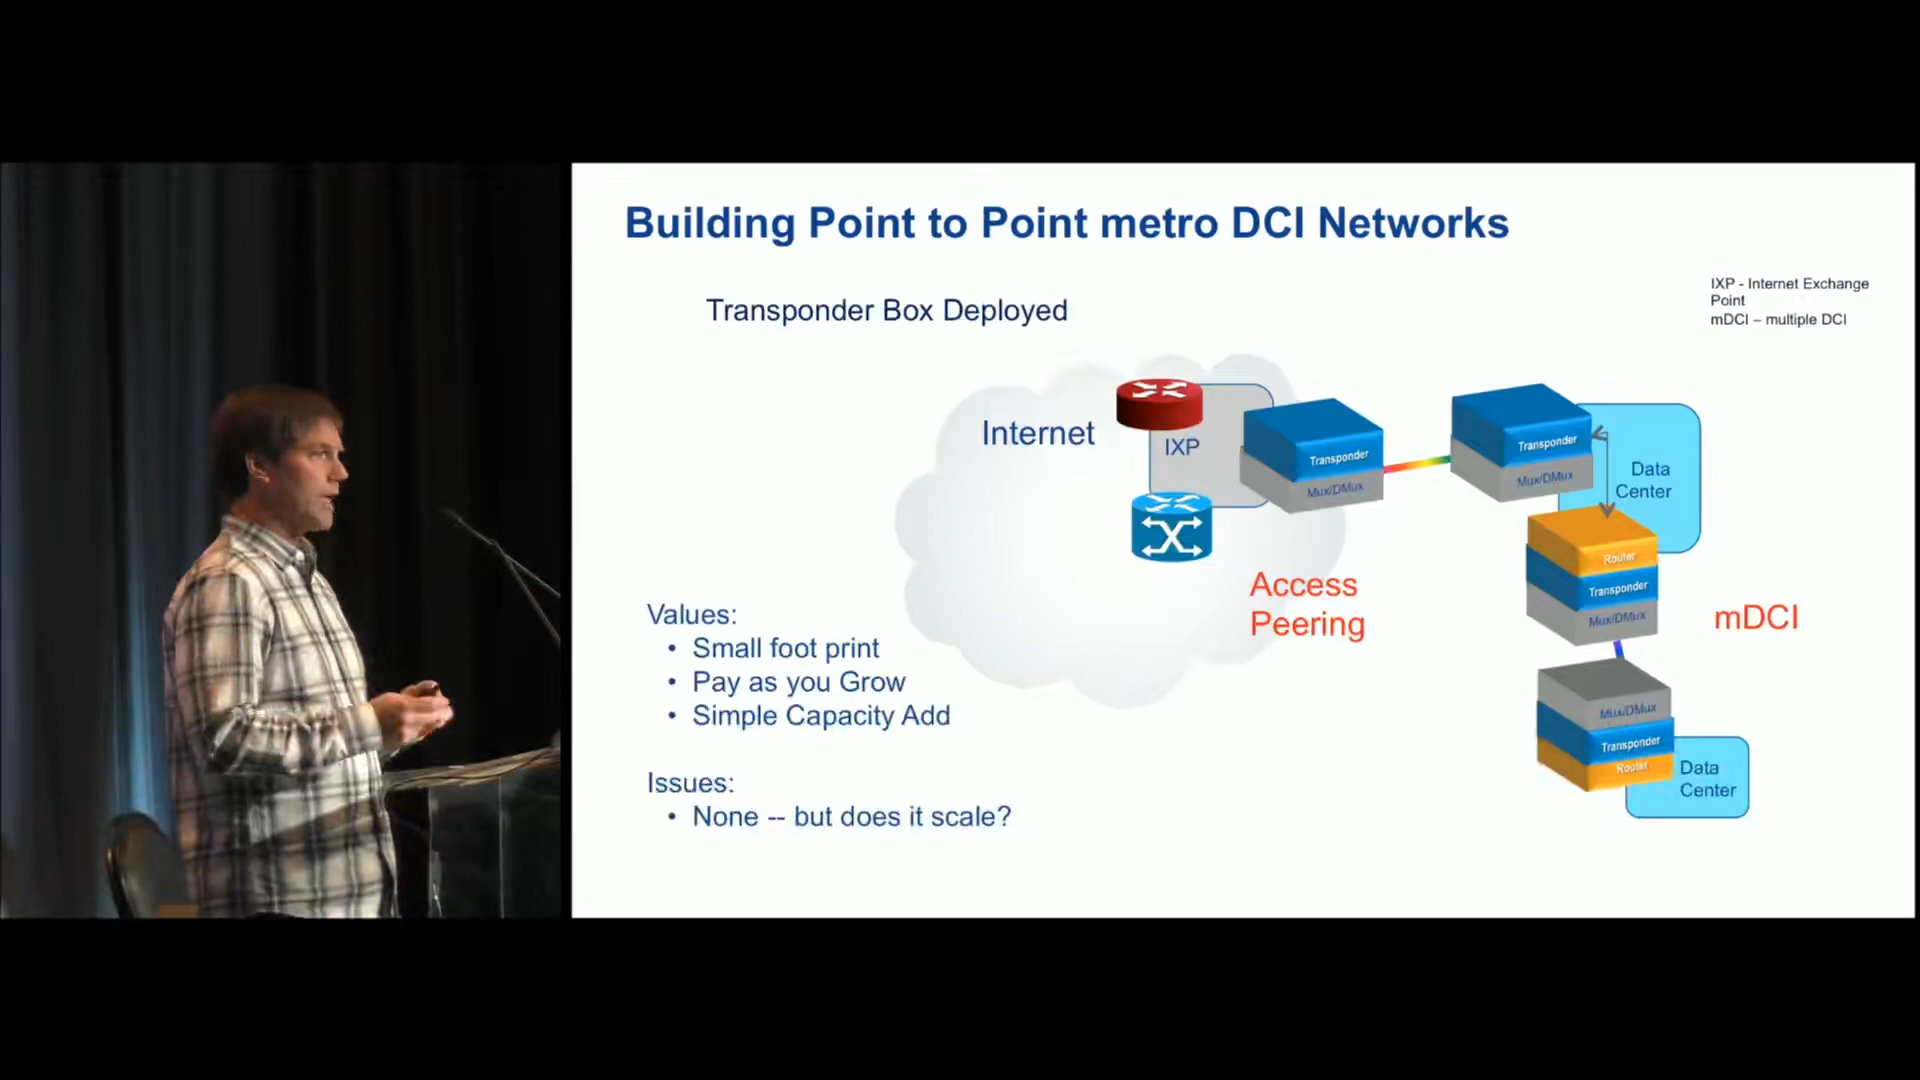 Building Point to Point metro DCI Networks
IXP - Internet Exchange
Point
mDCI – multiple DCI
Transponder Box Deployed
Internet
IXP
Transponder
Mux/DMux
Transponder
Mux/DMux
Data
Center
Router
Transponder
Mux/DMux
Access
Peering
mDCI
Mux/DMux
Transponder
Router
Data
Center
Values:
• Small foot print
• Pay as you Grow
• Simple Capacity Add
Issues:
• None -- but does it scale?